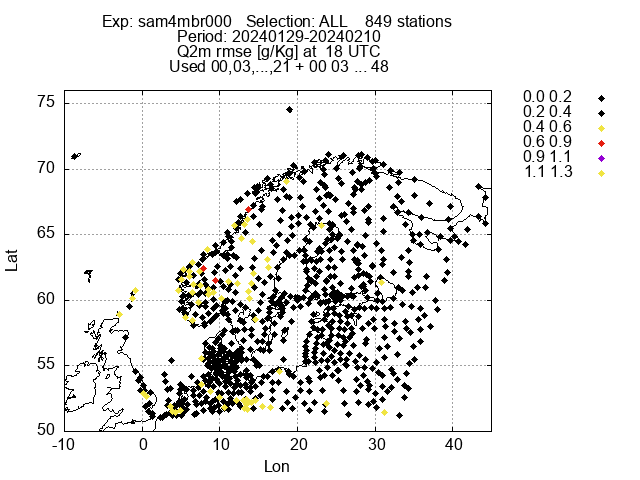 Exp: sam4mbr000   Selection: ALL    849 stations
Period: 20240129-20240210
Q2m rmse [g/Kg] at  18 UTC
Used 00,03,...,21 + 00 03 ... 48
0.0 0.2
0.2 0.4
0.4 0.6
0.6 0.9
0.9 1.1
1.1 1.3
75
70
65
60
55
50
Lat
-10 0 10 20 30 40
Lon